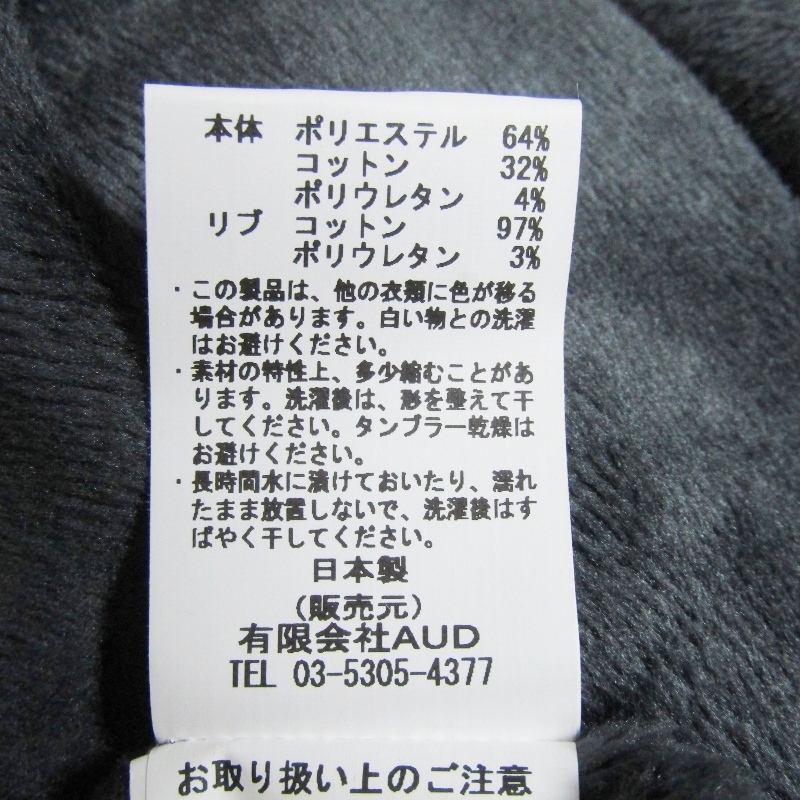 本体 ポリエステル 64%
コットン 32%
ポリウレタン 4%
リブ コットン 97%
ポリウレタン 3%
・この製品は、他の衣類に色が移る
場合があります。白い物との洗濯
はお避けください。
・素材の特性上、多少縮むことがあ
ります。洗濯後は、形を整えて干
してください。タンブラー乾燥は
お避けください。
・長時間水に漬けておいたり、濡れ
たまま放置しないで、洗濯後はす
ばやく干してください。
日本製
(販売元)
有限会社AUD
TEL 03-5305-4377
お取り扱い上のご注意